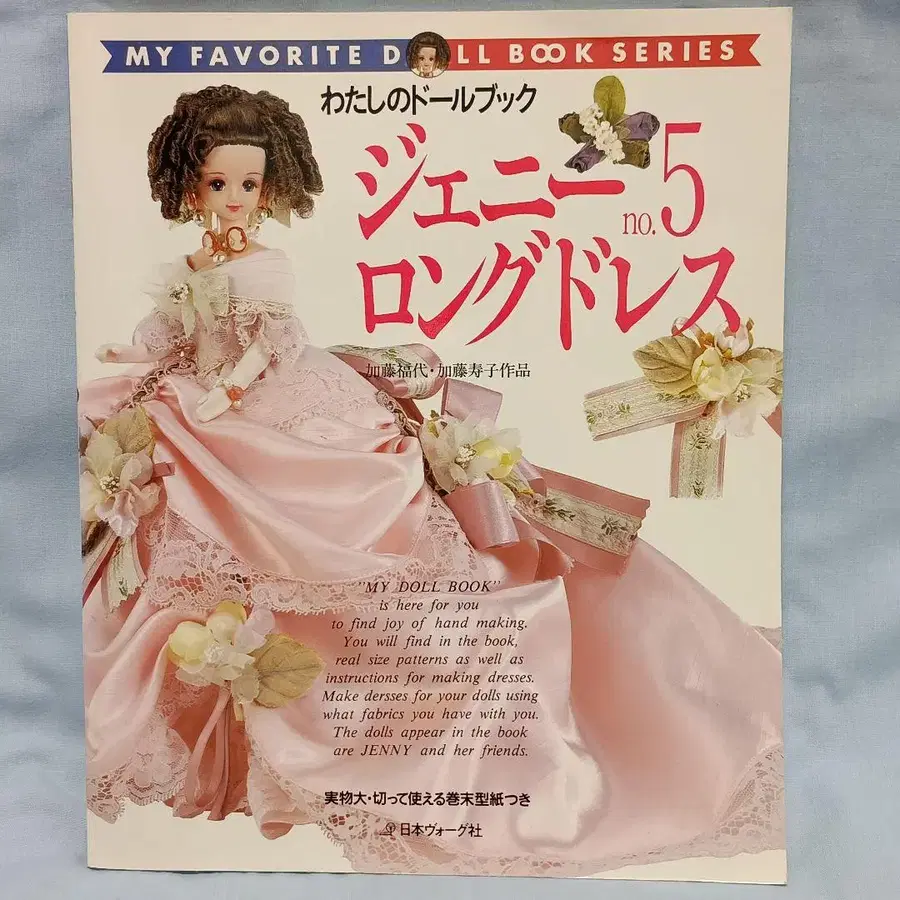 MY FAVORITE DOLL BOOK SERIES
わたしのドールブック
ジェニー no.5
ロングドレス
加藤福代・加藤寿子作品
"MY DOLL BOOK"
is here for you
to find joy of hand making.
You will find in the book,
real size patterns as well as
instructions for making dresses.
Make dersses for your dolls using
what fabrics you have with you.
The dolls appear in the book
are JENNY and her friends.
実物大・切って使える巻末型紙つき
日本ヴォーグ社